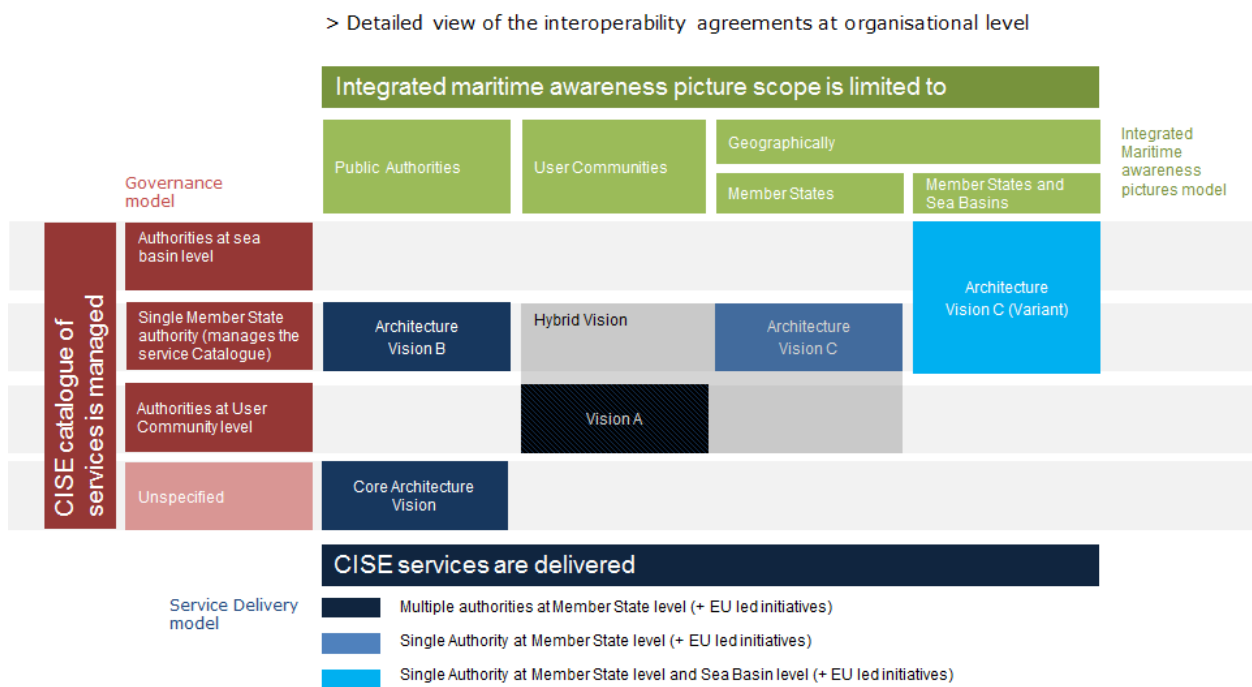 > Detailed view of the interoperability agreements at organisational level
Integrated maritime awareness picture scope is limited to
Public Authorities
User Communities
Geographically
Member States
Member States and
Sea Basins
Integrated
Maritime
awareness
pictures model
Governance
model
CISE catalogue of
services is managed
Authorities at sea
basin level
Single Member State
authority (manages the
service Catalogue)
Authorities at User
Community level
Unspecified
Architecture
Vision B
Hybrid Vision
Architecture
Vision C
Architecture
Vision C (Variant)
Vision A
Core Architecture
Vision
CISE services are delivered
Service Delivery
model
Multiple authorities at Member State level (+ EU led initiatives)
Single Authority at Member State level (+ EU led initiatives)
Single Authority at Member State level and Sea Basin level (+ EU led initiatives)